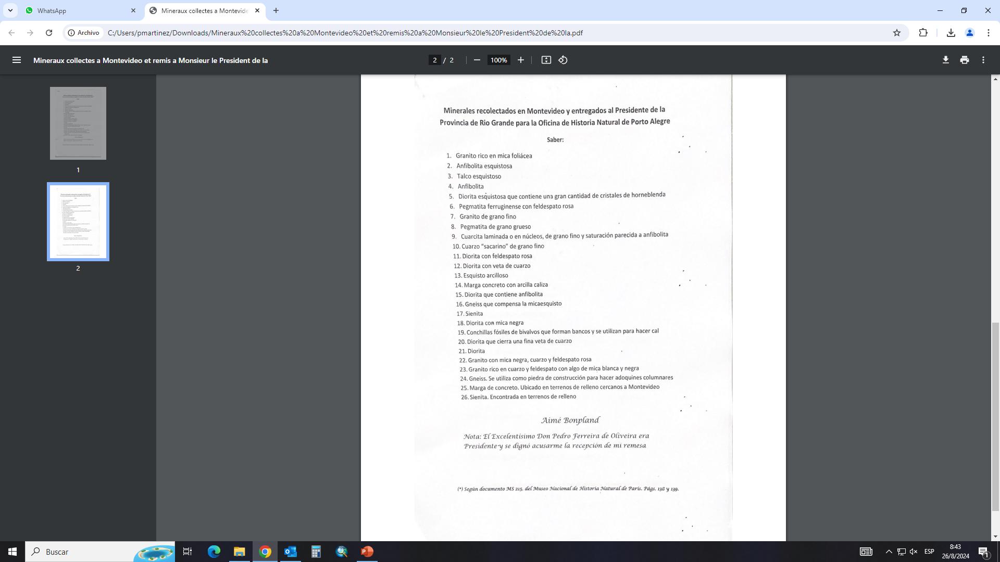 WhatsApp
Mineraux collectes a Montevide
Archivo
C:/Users/pmartinez/Downloads/Mineraux%20collectes%20a%20Montevideo%20et%20remis%20a%20Monsieur%20le%20President%20de%20la.pdf
Mineraux collectes a Montevideo et remis a Monsieur le President de la
2 / 2
100%
1
2
Minerales recolectados en Montevideo y entregados al Presidente de la
Provincia de Rio Grande para la Oficina de Historia Natural de Porto Alegre
Saber:
1. Granito rico en mica foliácea
2. Anfibolita esquistosa
3. Talco esquistoso
4. Anfibolita
5. Diorita esquistosa que contiene una gran cantidad de cristales de horneblenda
6. Pegmatita ferruginense con feldespato rosa
7. Granito de grano fino
8. Pegmatita de grano grueso
9. Cuarcita laminada o en núcleos, de grano fino y saturación parecida a anfibolita
10. Cuarzo “sacarino” de grano fino
11. Diorita con feldespato rosa
12. Diorita con veta de cuarzo
13. Esquisto arcilloso
14. Marga concreto con arcilla caliza
15. Diorita que contiene anfibolita
16. Gneiss que compensa la micaesquisto
17. Sienita
18. Diorita con mica negra
19. Conchillas fósiles de bivalvos que forman bancos y se utilizan para hacer cal
20. Diorita que cierra una fina veta de cuarzo
21. Diorita
22. Granito con mica negra, cuarzo y feldespato rosa
23. Granito rico en cuarzo y feldespato con algo de mica blanca y negra
24. Gneiss. Se utiliza como piedra de construcción para hacer adoquines columnares
25. Marga de concreto. Ubicado en terrenos de relleno cercanos a Montevideo
26. Sienita. Encontrada en terrenos de relleno
Aimé Bonpland
Nota: El Excelentísimo Don Pedro Ferreira de Oliveira era
Presidente y se dignó acusarme la recepción de mi remesa
(*) Según documento MS 215. del Museo Nacional de Historia Natural de Paris. Págs. 138 y 139.
Buscar
ESP
8:43
26/8/2024
1